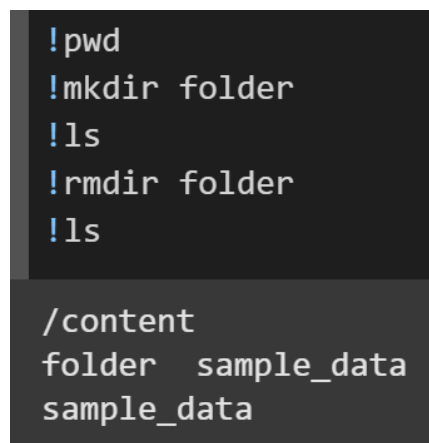 !pwd
!mkdir folder
!ls
!rmdir folder
!ls
/content
folder  sample_data
sample_data